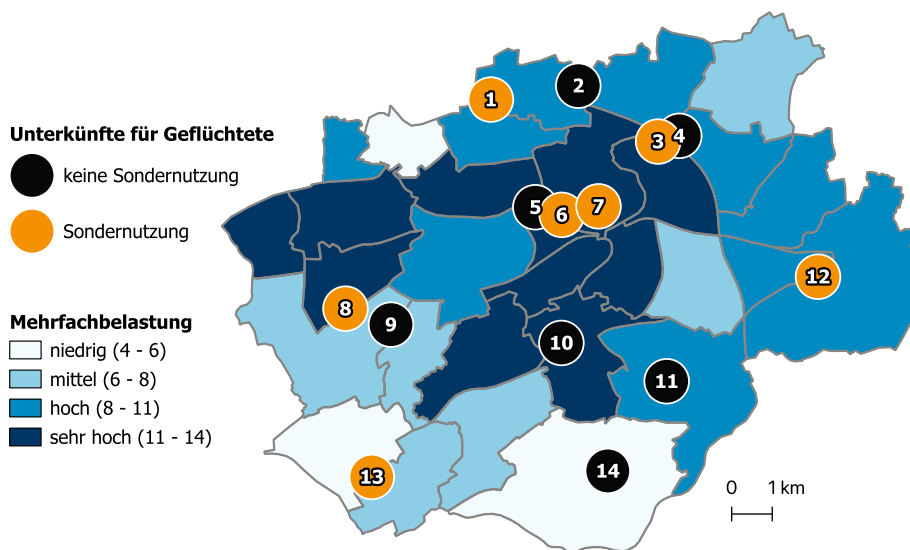 Unterkünfte für Geflüchtete
keine Sondernutzung
Sondernutzung
Mehrfachbelastung
niedrig (4 - 6)
mittel (6 - 8)
hoch (8 - 11)
sehr hoch (11 - 14)
1
2
3
4
5
6
7
8
9
10
11
12
13
14
0 1 km